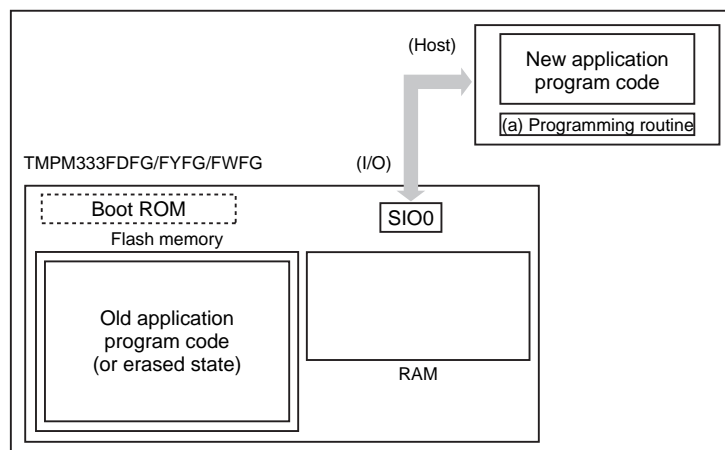 (Host)
New application
program code
(a) Programming routine
TMPM333FDFG/FYFG/FWFG
(I/O)
Boot ROM
SIO0
Flash memory
Old application
program code
(or erased state)
RAM